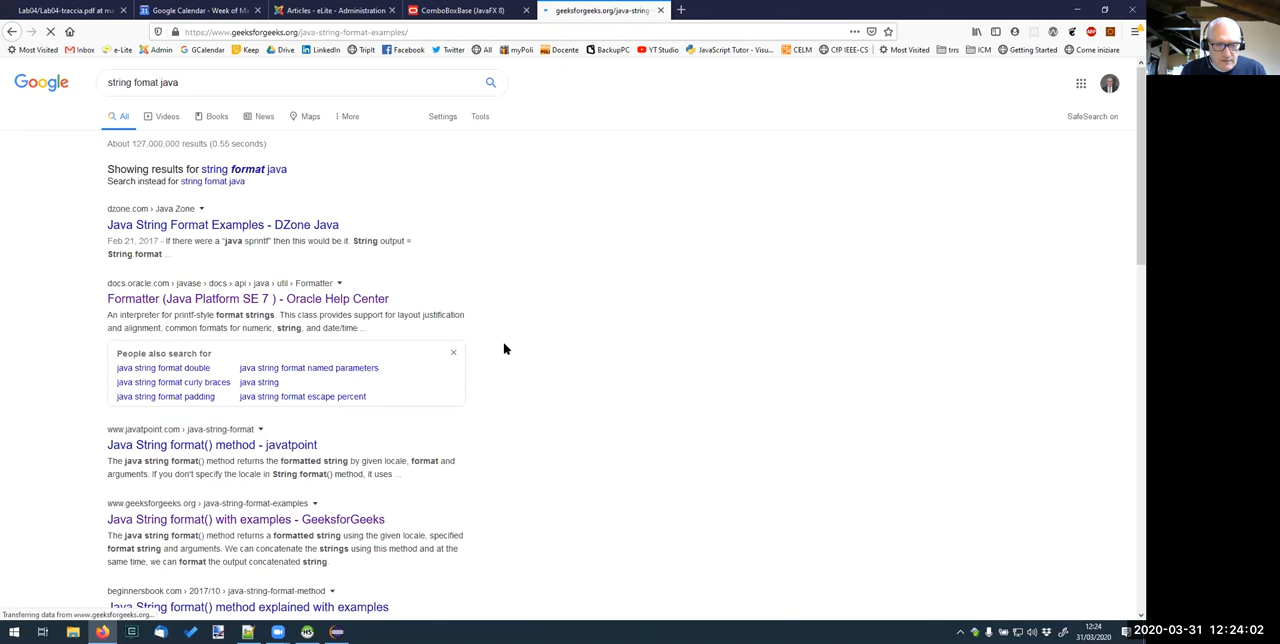 Lab04/Lab04-traccia.pdf at m
Google Calendar - Week of M
Articles - eLite - Administration
ComboBoxBase (JavaFX 8)
geeksforgeeks.org/java-string-
https://www.geeksforgeeks.org/java-string-format-examples/
Most Visited
Inbox
e-Lite
Admin
GCalendar
Keep
Drive
LinkedIn
TripIt
Facebook
Twitter
All
myPoli
Docente
BackupPC
YT Studio
JavaScript Tutor - Visu...
CELM
CfP IEEE-CS
Most Visited
trrs
ICM
Getting Started
Corne iniziare
Google
string fomat java
All
Videos
Books
News
Maps
More
Settings
Tools
SafeSearch on
About 127,000,000 results (0.55 seconds)
Showing results for string format java
Search instead for string fomat java
dzone.com › Java Zone
Java String Format Examples - DZone Java
Feb 21, 2017 - If there were a "java sprintf" then this would be it. String output =
String.format ...
docs.oracle.com › javase › docs › api › java › util › Formatter
Formatter (Java Platform SE 7 ) - Oracle Help Center
An interpreter for printf-style format strings. This class provides support for layout justification
and alignment, common formats for numeric, string, and date/time ...
People also search for
java string format double
java string format named parameters
java string format curly braces
java string
java string format padding
java string format escape percent
www.javatpoint.com › java-string-format
Java String format() method - javatpoint
The java string format() method returns the formatted string by given locale, format and
arguments. If you don't specify the locale in String.format() method, it uses ...
www.geeksforgeeks.org › java-string-format-examples
Java String format() with examples - GeeksforGeeks
The java string format() method returns a formatted string using the given locale, specified
format string and arguments. We can concatenate the strings using this method and at the
same time, we can format the output concatenated string.
beginnersbook.com › 2017/10 › java-string-format-method
Java String format() method explained with examples
Transferring data from www.geeksforgeeks.org...
12:24
31/03/2020
2020-03-31 12:24:02